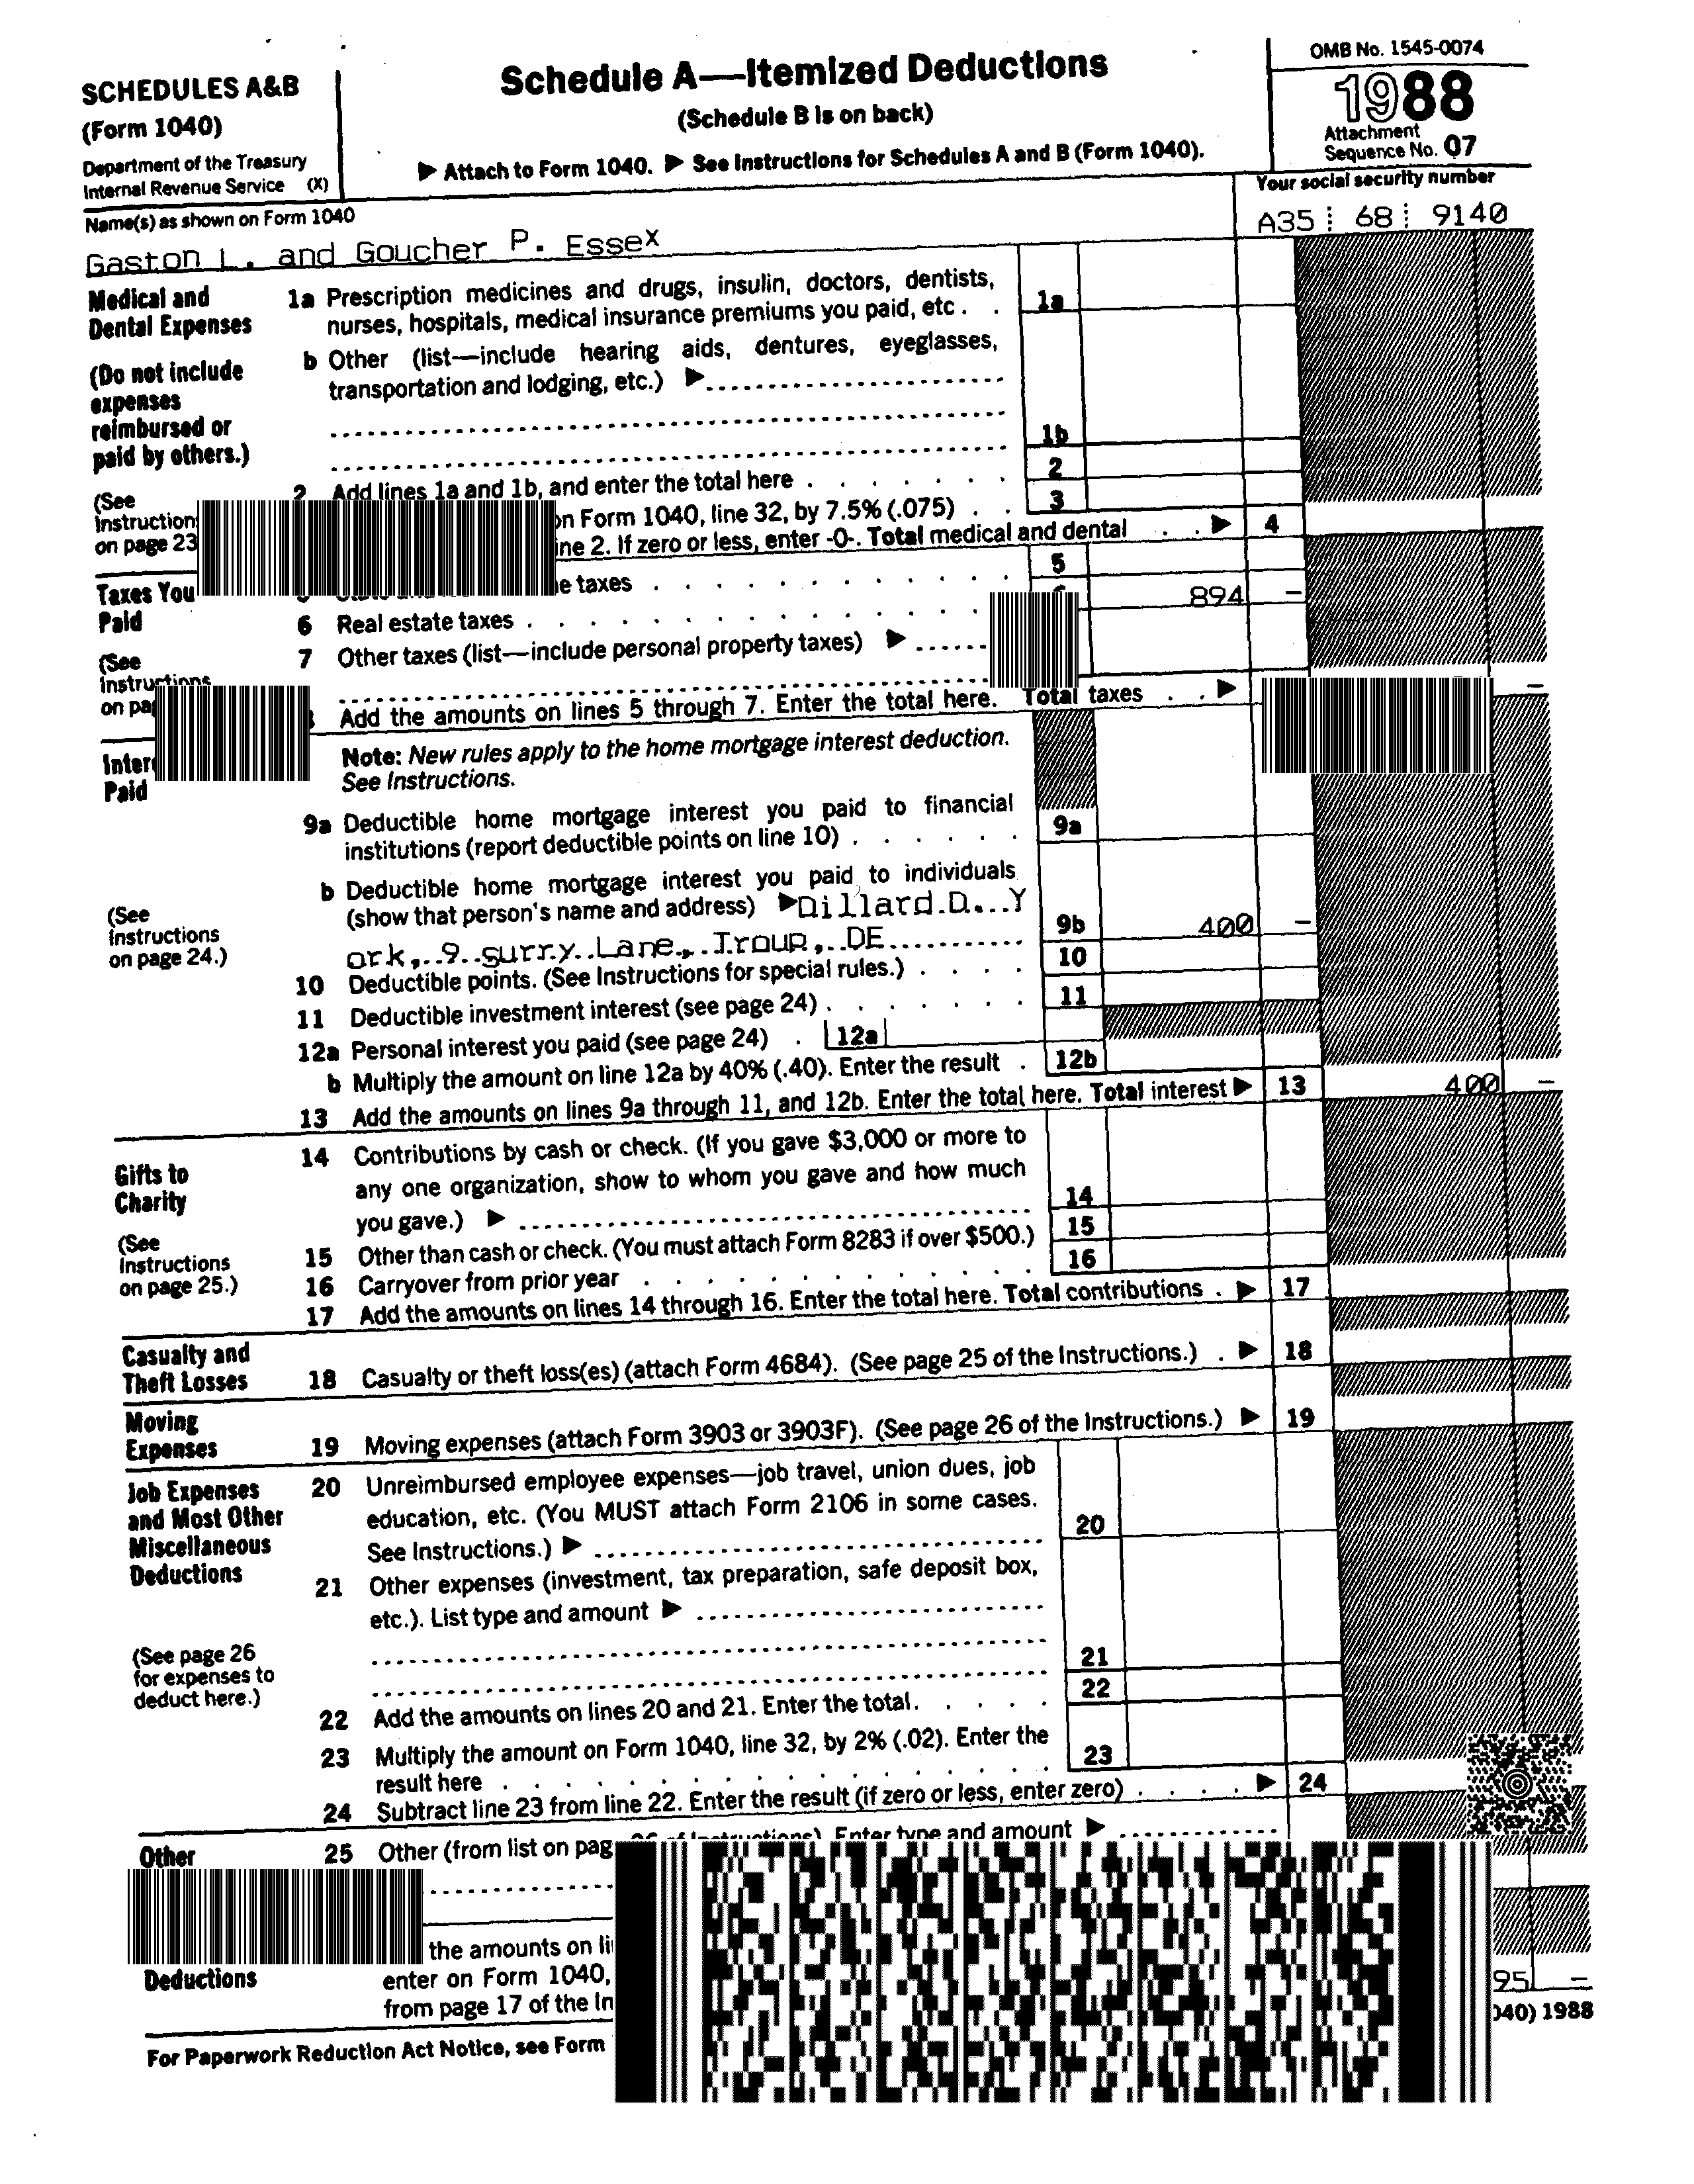 SCHEDULES A&B
(Form 1040)
Department of the Treasury
Internal Revenue Service (X)
Schedule A—Itemized Deductions
(Schedule B is on back)
▶ Attach to Form 1040. ▶ See Instructions for Schedules A and B (Form 1040).
OMB No. 1545-0074
1988
Attachment
Sequence No. 07
Name(s) as shown on Form 1040
Your social security number
Gaston L. and Goucher P. Essex
A35 68 9140
Medical and
Dental Expenses
(Do not include
expenses
reimbursed or
paid by others.)
(See
on page 23
1a Prescription medicines and drugs, insulin, doctors, dentists,
nurses, hospitals, medical insurance premiums you paid, etc . . 1a
b Other (list—include hearing aids, dentures, eyeglasses,
transportation and lodging, etc.) ▶
1b
2 Add lines 1a and 1b, and enter the total here . . . . . . . 2
on Form 1040, line 32, by 7.5% (.075) . . 3
line 2. If zero or less, enter -0-. Total medical and dental . . ▶ 4
Taxes You
Paid
(See
Instructions
taxes . . . . . . . . . . . . 5
6 Real estate taxes . . . . . . . . . . . . . 894 –
7 Other taxes (list—include personal property taxes) ▶
Add the amounts on lines 5 through 7. Enter the total here. Total taxes . . ▶ –
Paid
(See
Instructions
on page 24.)
Note: New rules apply to the home mortgage interest deduction.
See Instructions.
9a Deductible home mortgage interest you paid to financial
institutions (report deductible points on line 10) . . . . . . 9a
b Deductible home mortgage interest you paid to individuals
(show that person's name and address) ▶ Dillard D. Y
ork, 9 surry Lane, Troup, DE 9b 400 –
10 Deductible points. (See Instructions for special rules.) . . . . 10
11 Deductible investment interest (see page 24) . . . . . . . 11
12a Personal interest you paid (see page 24) . 12a
b Multiply the amount on line 12a by 40% (.40). Enter the result . 12b
13 Add the amounts on lines 9a through 11, and 12b. Enter the total here. Total interest ▶ 13 400 –
Gifts to
Charity
(See
Instructions
on page 25.)
14 Contributions by cash or check. (If you gave $3,000 or more to
any one organization, show to whom you gave and how much
you gave.) ▶ 14
15 Other than cash or check. (You must attach Form 8283 if over $500.) 15
16 Carryover from prior year . . . . . . . . . . . . 16
17 Add the amounts on lines 14 through 16. Enter the total here. Total contributions . ▶ 17
Casualty and
Theft Losses
18 Casualty or theft loss(es) (attach Form 4684). (See page 25 of the Instructions.) . ▶ 18
Moving
Expenses
19 Moving expenses (attach Form 3903 or 3903F). (See page 26 of the Instructions.) ▶ 19
Job Expenses
and Most Other
Miscellaneous
Deductions
(See page 26
for expenses to
deduct here.)
20 Unreimbursed employee expenses—job travel, union dues, job
education, etc. (You MUST attach Form 2106 in some cases.
See Instructions.) ▶ 20
21 Other expenses (investment, tax preparation, safe deposit box,
etc.). List type and amount ▶
21
22 Add the amounts on lines 20 and 21. Enter the total. . . . . 22
23 Multiply the amount on Form 1040, line 32, by 2% (.02). Enter the
result here . . . . . . . . . . . . . . . 23
24 Subtract line 23 from line 22. Enter the result (if zero or less, enter zero) . . . . ▶ 24
Other
25 Other (from list on page 26 of Instructions). Enter type and amount ▶
Deductions
the amounts on
enter on Form 1040,
from page 17 of the
95 –
For Paperwork Reduction Act Notice, see Form
1040) 1988